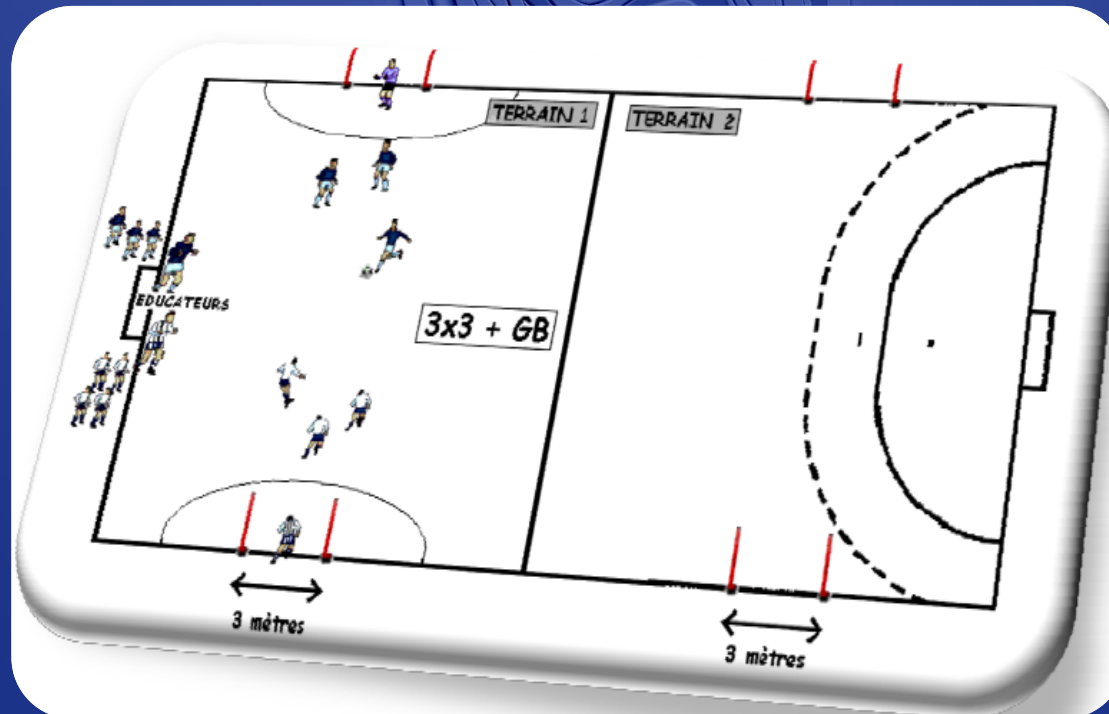 TERRAIN 1
TERRAIN 2
EDUCATEURS
3x3 + GB
3 mètres
3 mètres